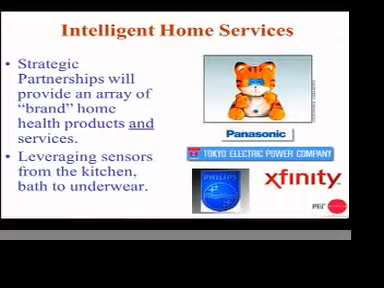 Intelligent Home Services
• Strategic
Partnerships will
provide an array of
“brand” home
health products and
services.
• Leveraging sensors
from the kitchen,
bath to underwear.
Panasonic
TOKYO ELECTRIC POWER COMPANY
PHILIPS
xfinity